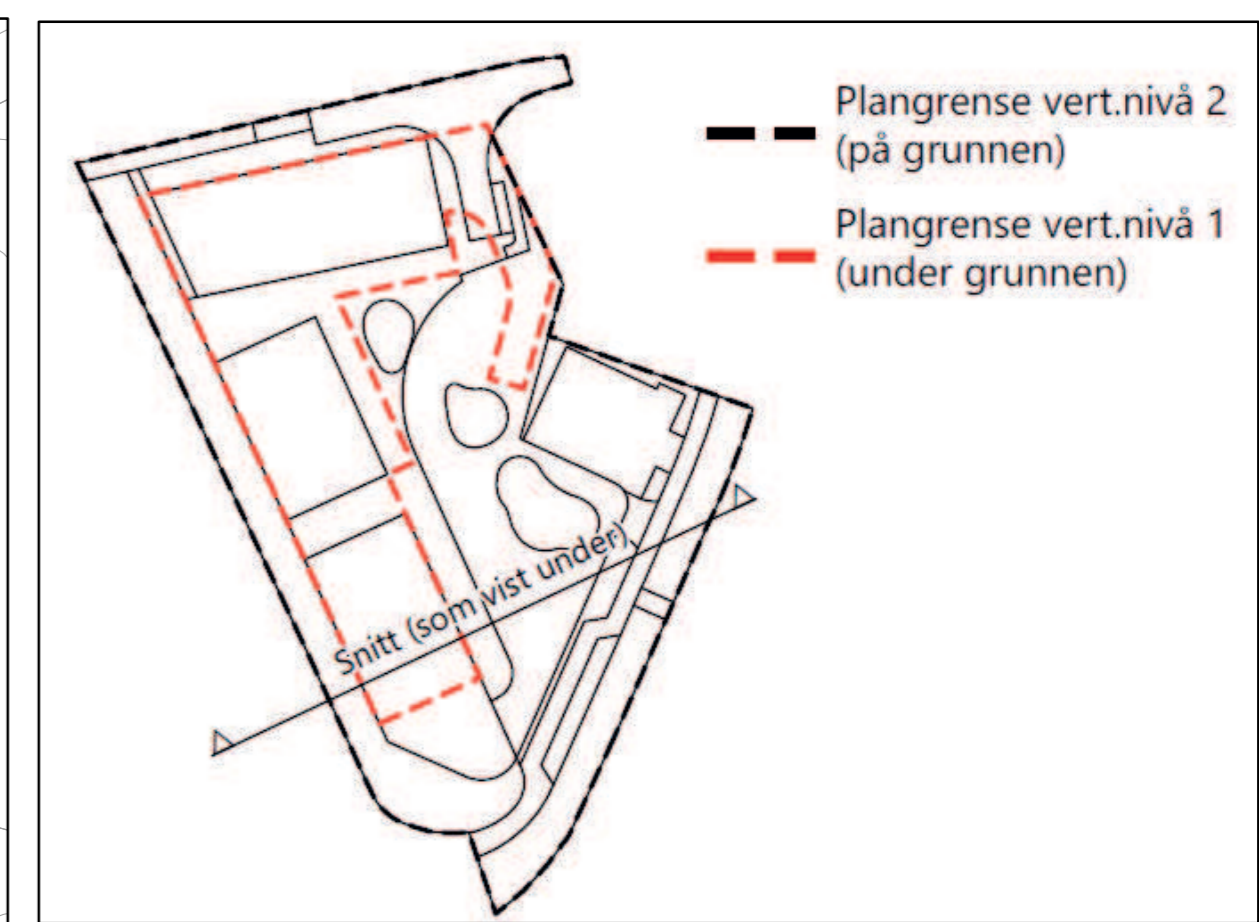 Plangrense vert.nivå 2
(på grunnen)
Plangrense vert.nivå 1
(under grunnen)
Snitt (som vist under)